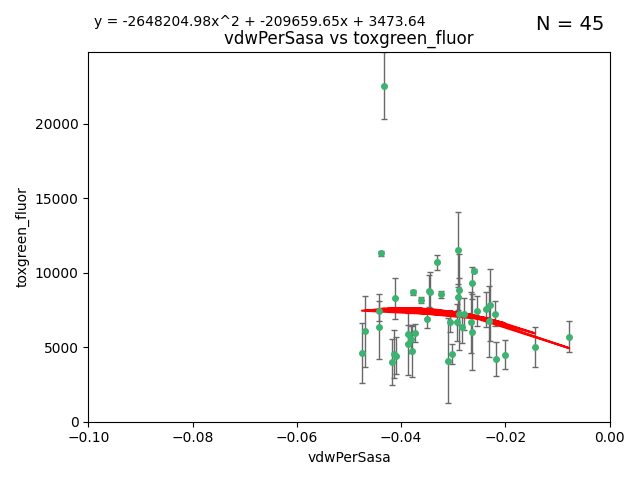 y = -2648204.98x^2 + -209659.65x + 3473.64
N = 45
vdwPerSasa vs toxgreen_fluor
toxgreen_fluor
20000
15000
10000
5000
0
−0.10
−0.08
−0.06
−0.04
−0.02
0.00
vdwPerSasa